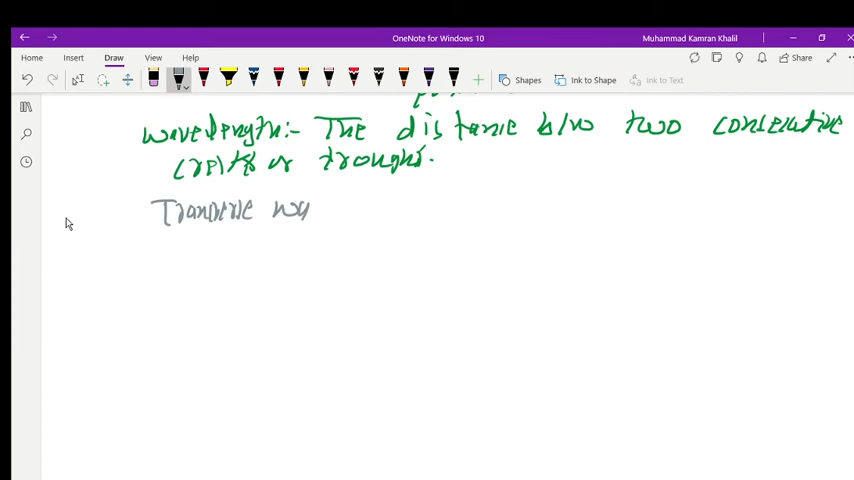 OneNote for Windows 10
Muhammad Kamran Khalil
Home Insert Draw View Help Share
Shapes Ink to Shape Ink to Text
wavelength:- The distance b/w two consecutive
crests or troughs.
Transverse wa